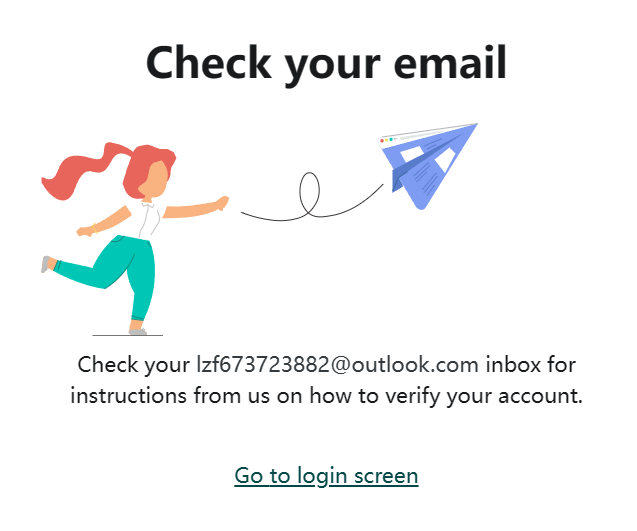 Check your email
Check your lzf673723882@outlook.com inbox for
instructions from us on how to verify your account.
Go to login screen